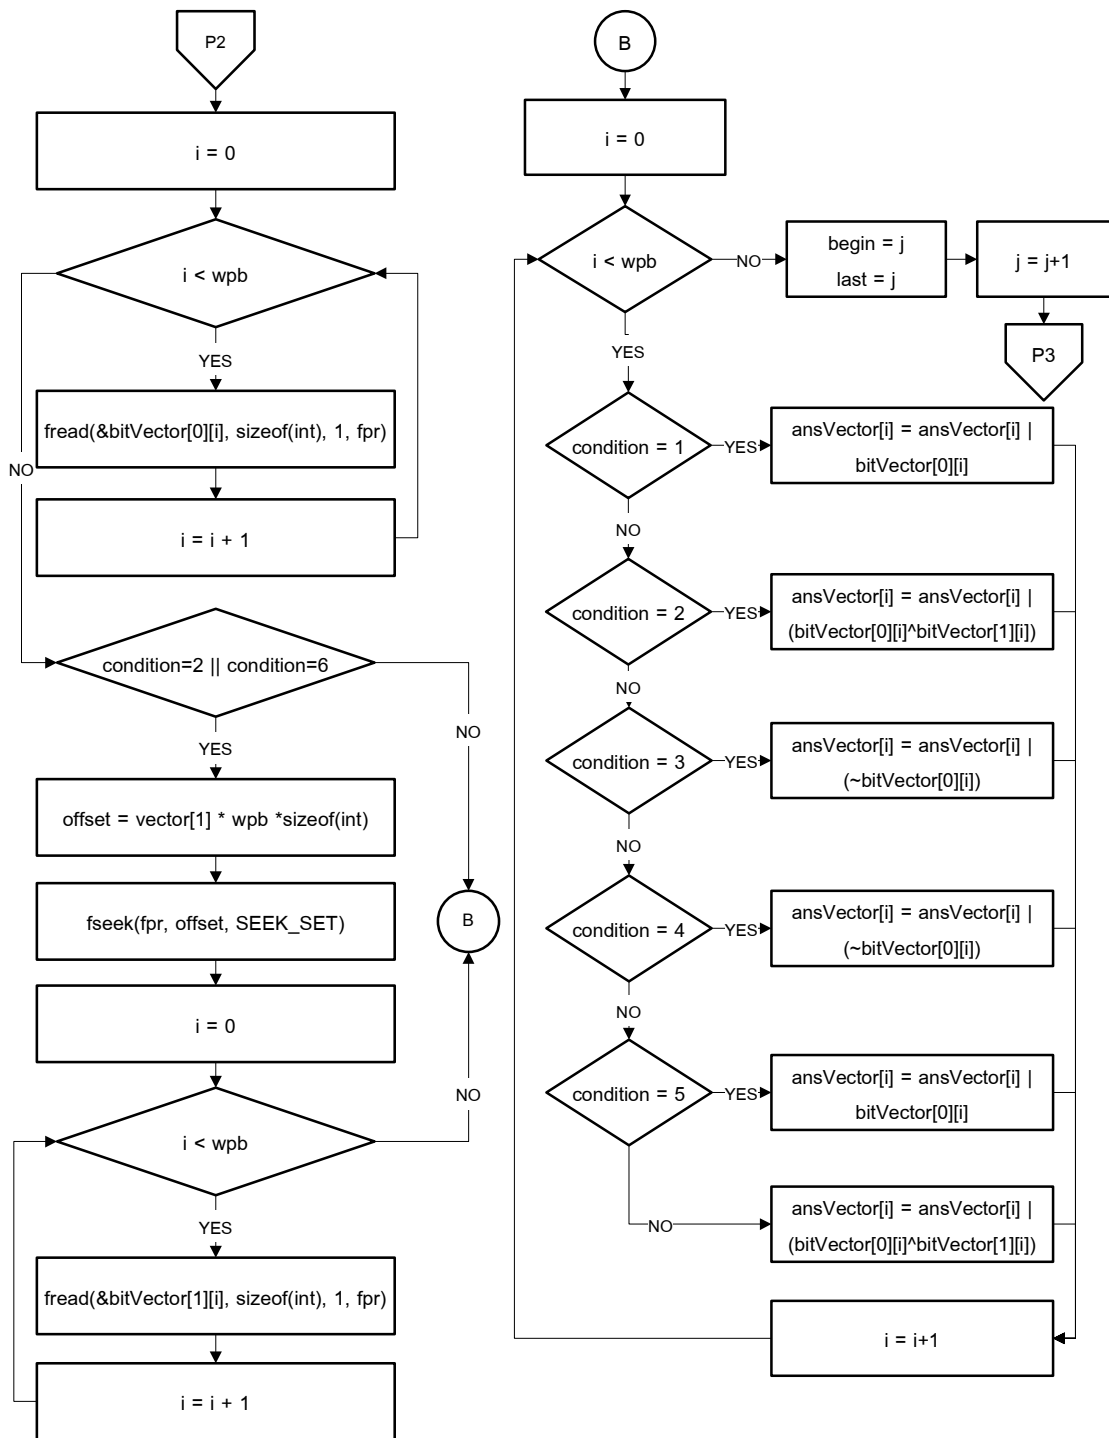 P2
i = 0
i < wpb
YES
fread(&bitVector[0][i], sizeof(int), 1, fpr)
NO
i = i + 1
condition=2 || condition=6
NO
YES
offset = vector[1] * wpb *sizeof(int)
fseek(fpr, offset, SEEK_SET)
B
i = 0
NO
i < wpb
YES
fread(&bitVector[1][i], sizeof(int), 1, fpr)
i = i + 1
B
i = 0
i < wpb
NO
begin = j
last = j
j = j+1
P3
YES
condition = 1
YES
ansVector[i] = ansVector[i] |
bitVector[0][i]
NO
condition = 2
YES
ansVector[i] = ansVector[i] |
(bitVector[0][i]^bitVector[1][i])
NO
condition = 3
YES
ansVector[i] = ansVector[i] |
(~bitVector[0][i])
NO
condition = 4
YES
ansVector[i] = ansVector[i] |
(~bitVector[0][i])
NO
condition = 5
YES
ansVector[i] = ansVector[i] |
bitVector[0][i]
NO
ansVector[i] = ansVector[i] |
(bitVector[0][i]^bitVector[1][i])
i = i+1